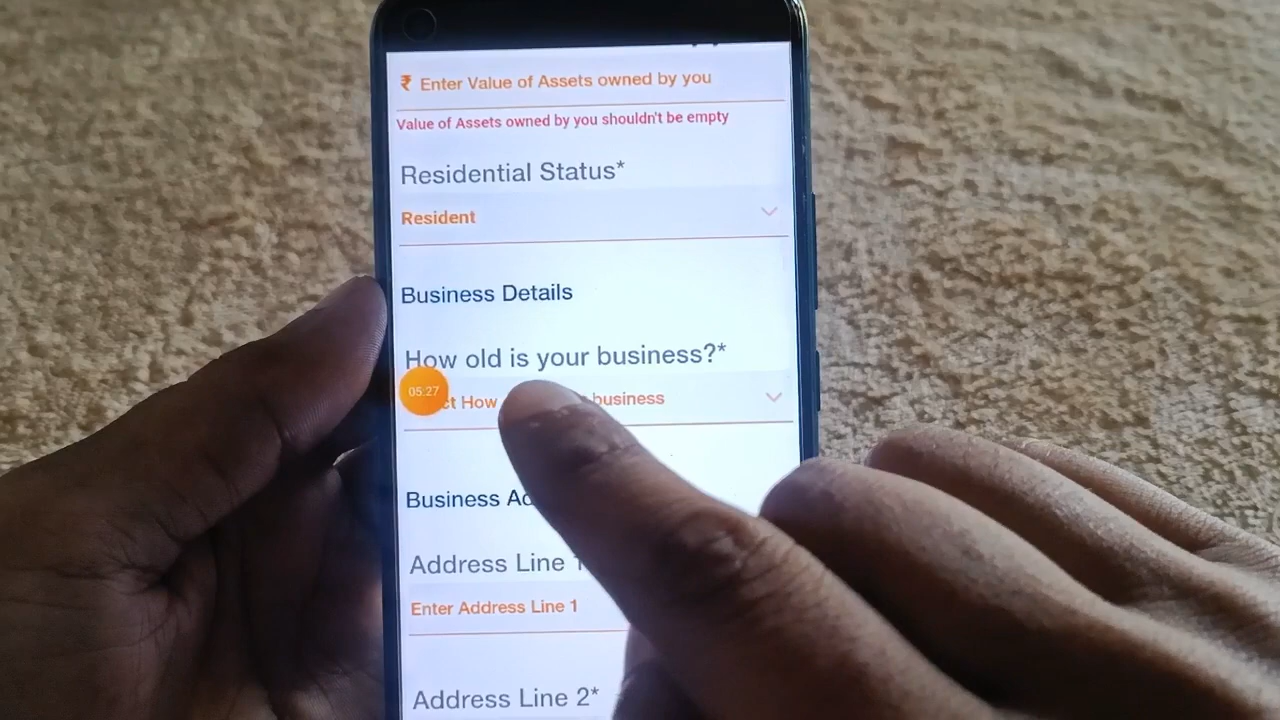 ₹ Enter Value of Assets owned by you
Value of Assets owned by you shouldn't be empty
Residential Status*
Resident
Business Details
How old is your business?*
05:27
How business
Business
Address Line
Enter Address Line 1
Address Line 2*